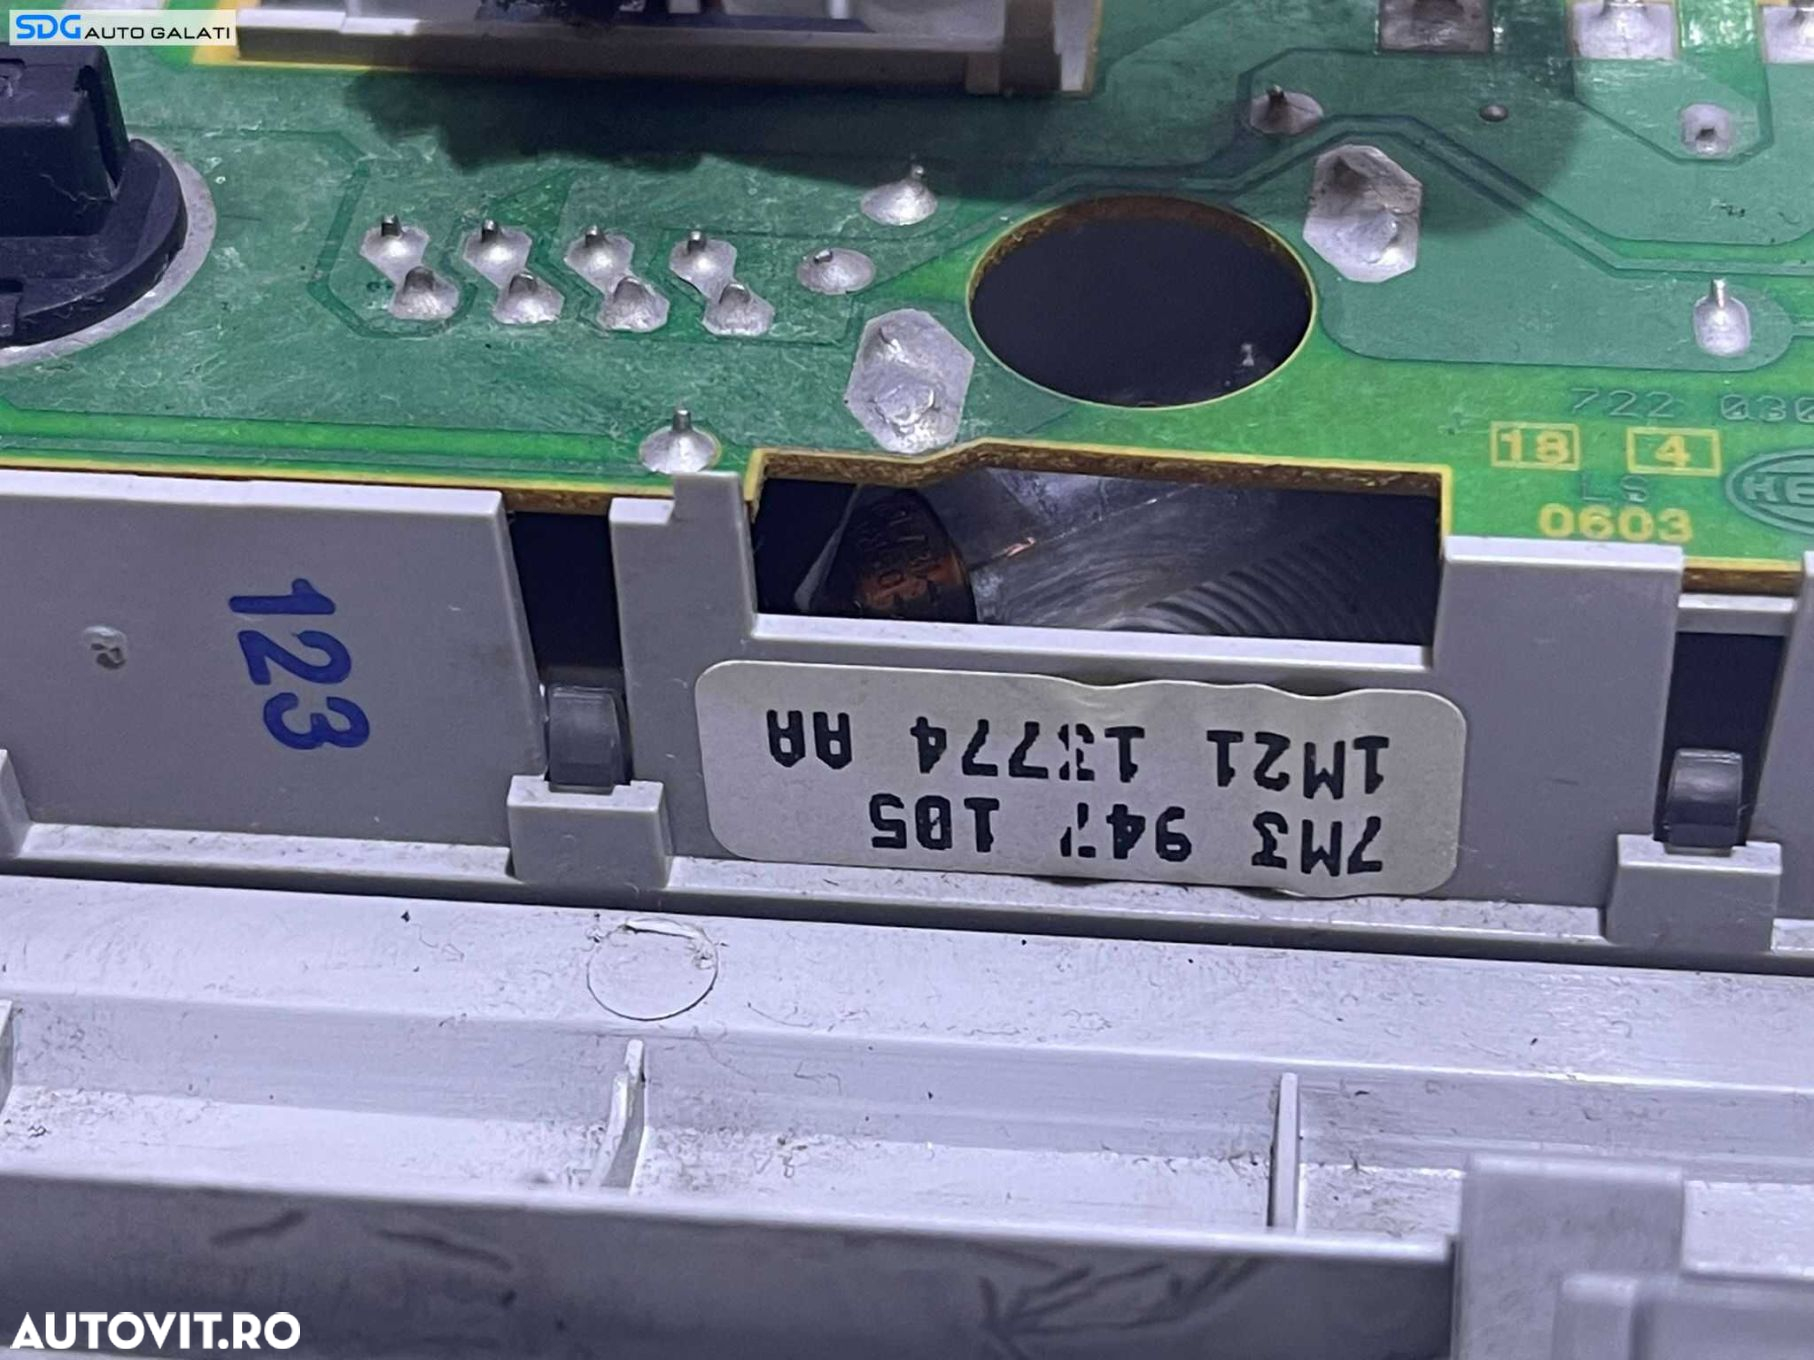 SDG AUTO GALATI
722 030
18 4
LS
0603
123
7M3 947 105
1M21 13774 AA
AUTOVIT.RO